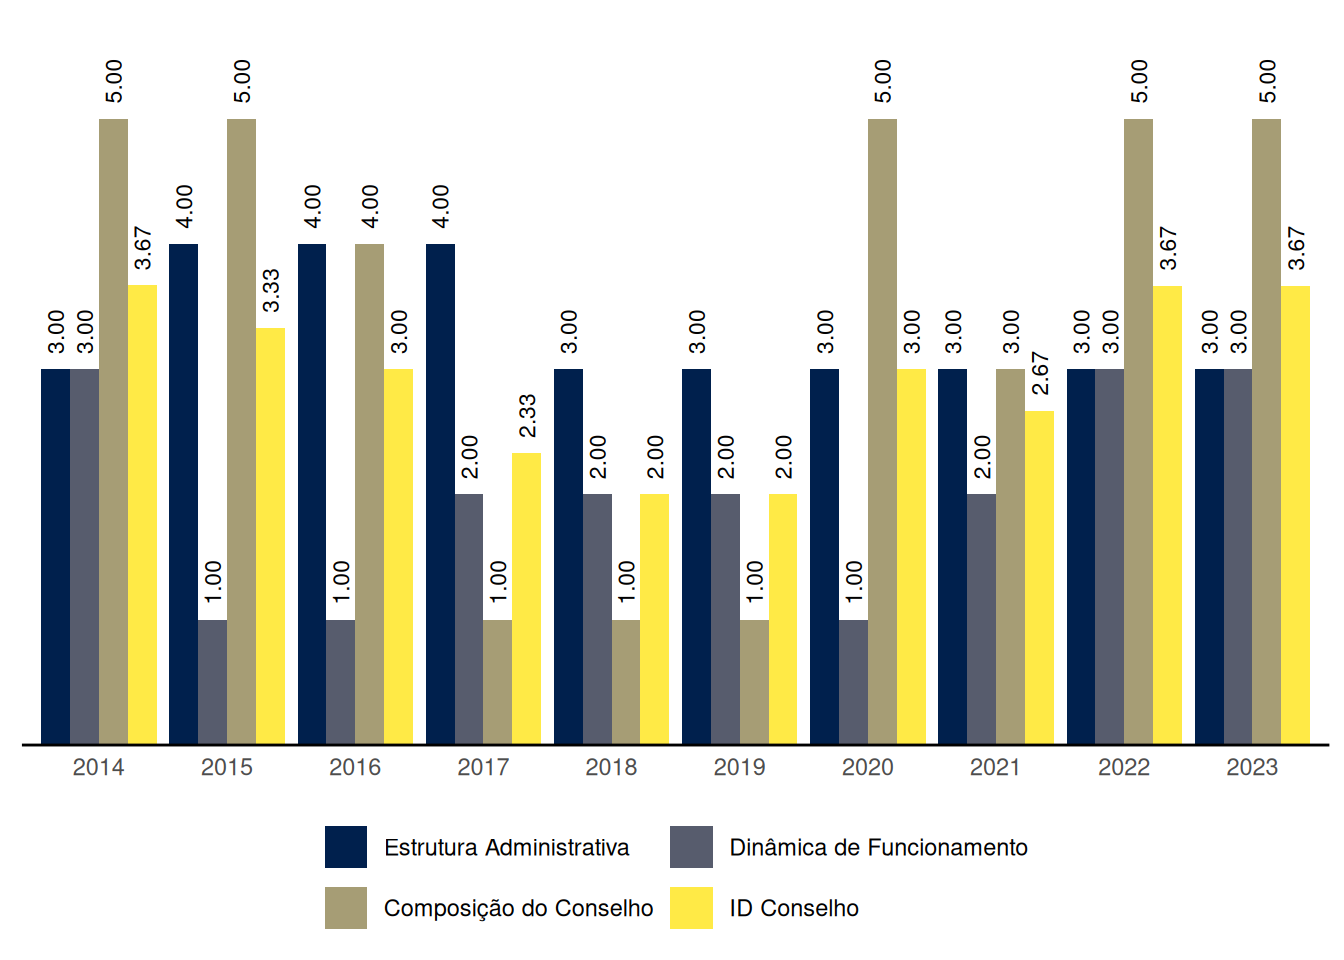 3.00 3.00 5.00 3.67
4.00 1.00 5.00 3.33
4.00 1.00 4.00 3.00
4.00 2.00 1.00 2.33
3.00 2.00 1.00 2.00
3.00 2.00 1.00 2.00
3.00 1.00 5.00 3.00
3.00 2.00 3.00 2.67
3.00 3.00 5.00 3.67
3.00 3.00 5.00 3.67
2014 2015 2016 2017 2018 2019 2020 2021 2022 2023
Estrutura Administrativa Dinâmica de Funcionamento
Composição do Conselho ID Conselho